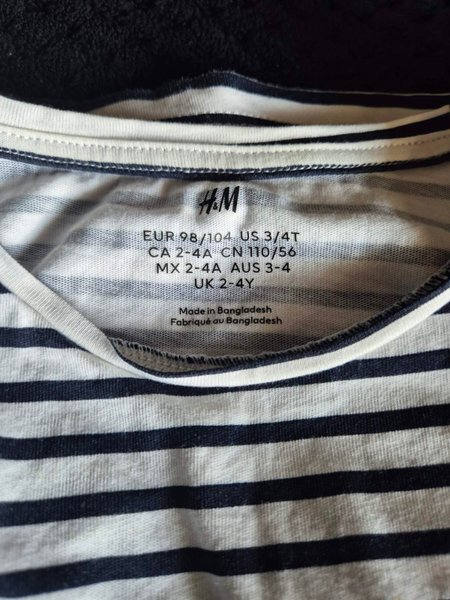 H&M
EUR 98/104 US 3/4T
CA 2-4A CN 110/56
MX 2-4A AUS 3-4
UK 2-4Y
Made in Bangladesh
Fabriqué au Bangladesh